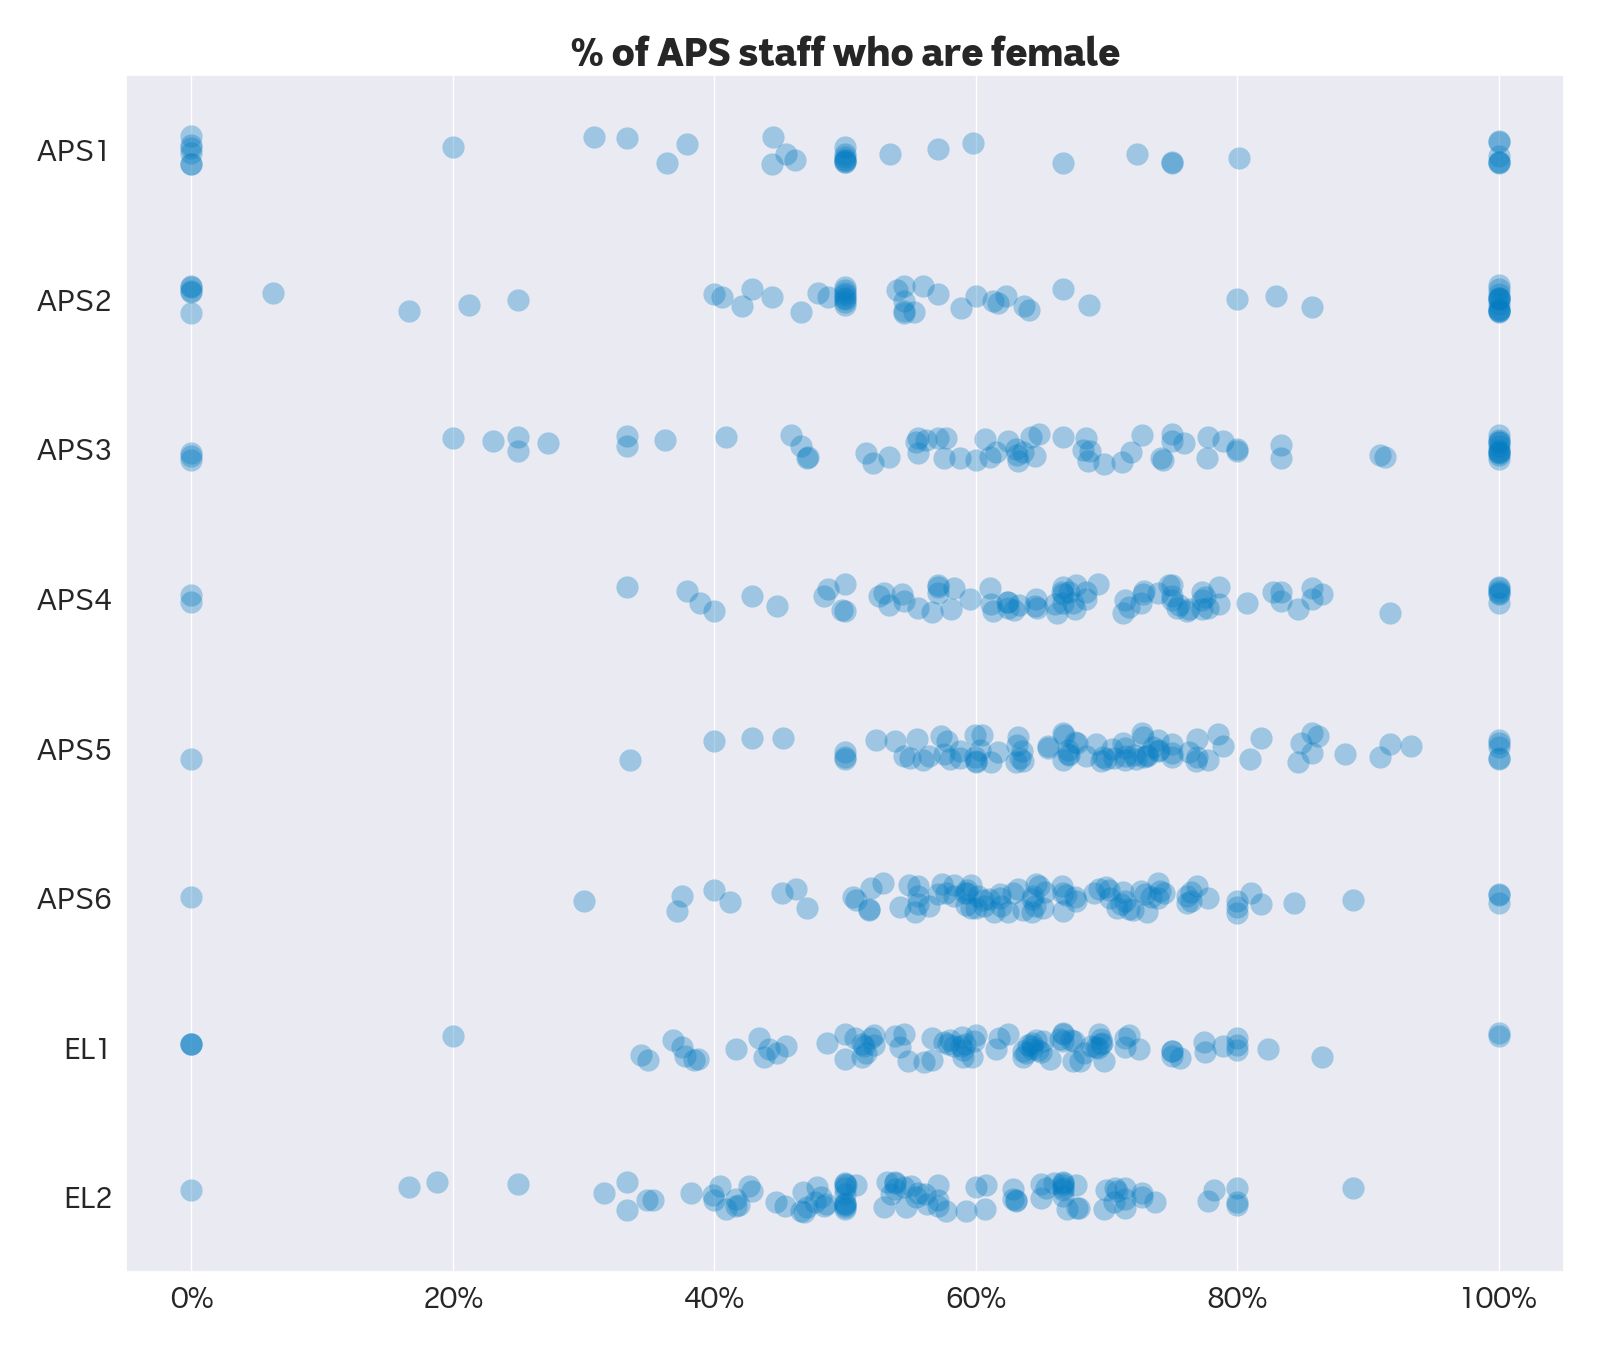 % of APS staff who are female
APS1
APS2
APS3
APS4
APS5
APS6
EL1
EL2
0% 20% 40% 60% 80% 100%